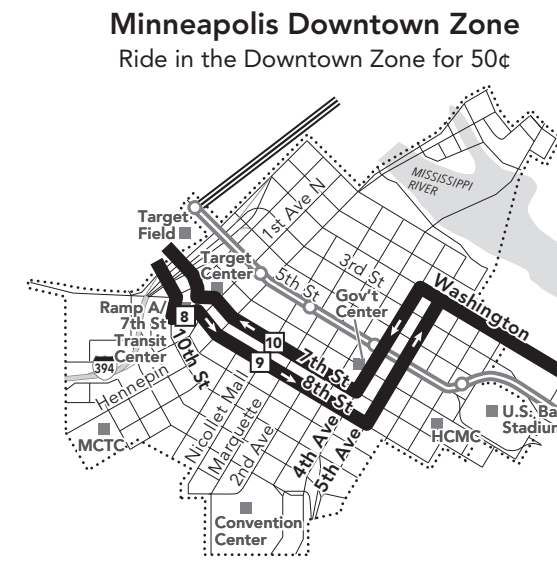 Minneapolis Downtown Zone
Ride in the Downtown Zone for 50¢
MISSISSIPPI
RIVER
Target
Field
1st Ave N
Target
Center
3rd St
5th St
Gov't
Center
Washington
Ramp A/
7th St
Transit
Center
8
10th St
394
Hennepin
10
9
7th St
8th St
Nicollet Mall
Marquette
2nd Ave
4th Ave
5th Ave
MCTC
HCMC
U.S. Ba
Stadiu
Convention
Center